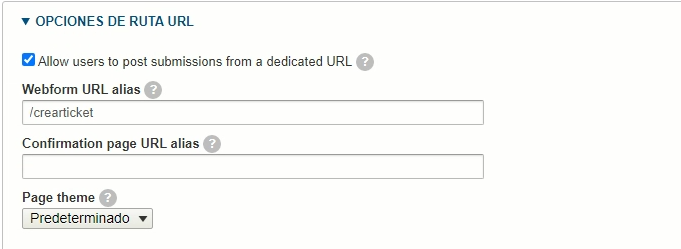 OPCIONES DE RUTA URL
Allow users to post submissions from a dedicated URL ?
Webform URL alias ?
/crearticket
Confirmation page URL alias ?
Page theme ?
Predeterminado